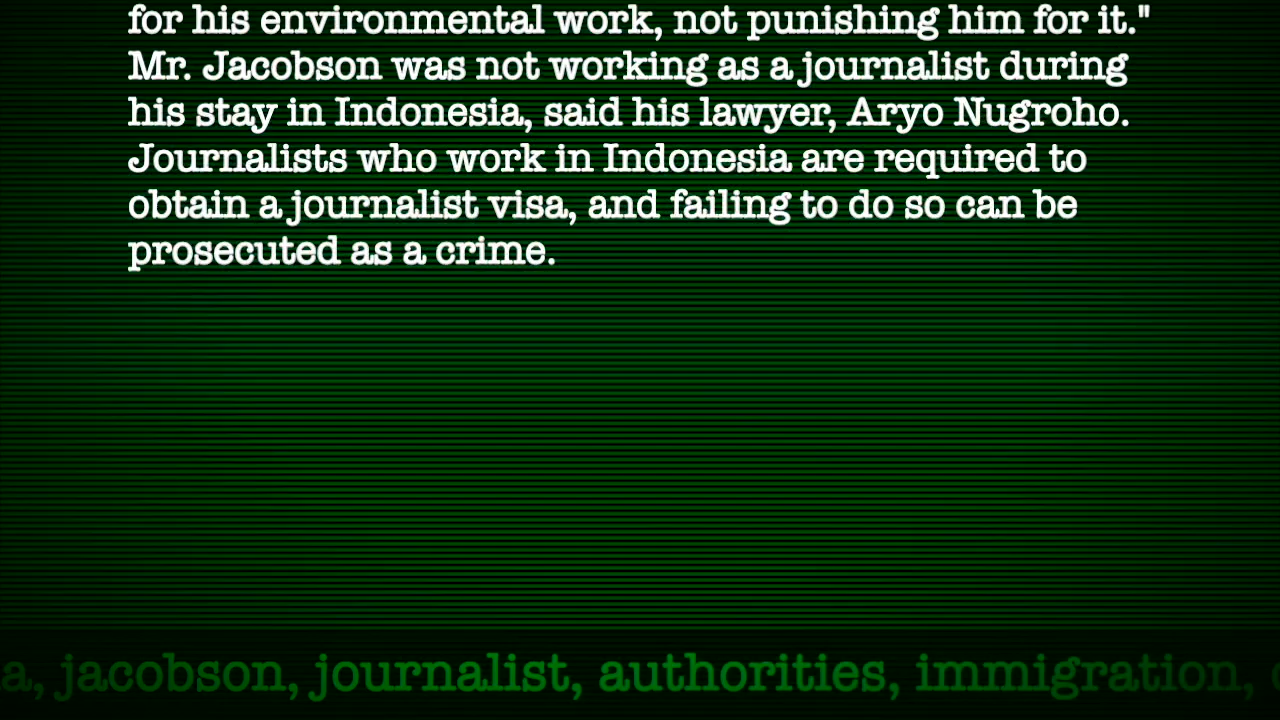 for his environmental work, not punishing him for it."
Mr. Jacobson was not working as a journalist during
his stay in Indonesia, said his lawyer, Aryo Nugroho.
Journalists who work in Indonesia are required to
obtain a journalist visa, and failing to do so can be
prosecuted as a crime.
a, jacobson, journalist, authorities, immigration,